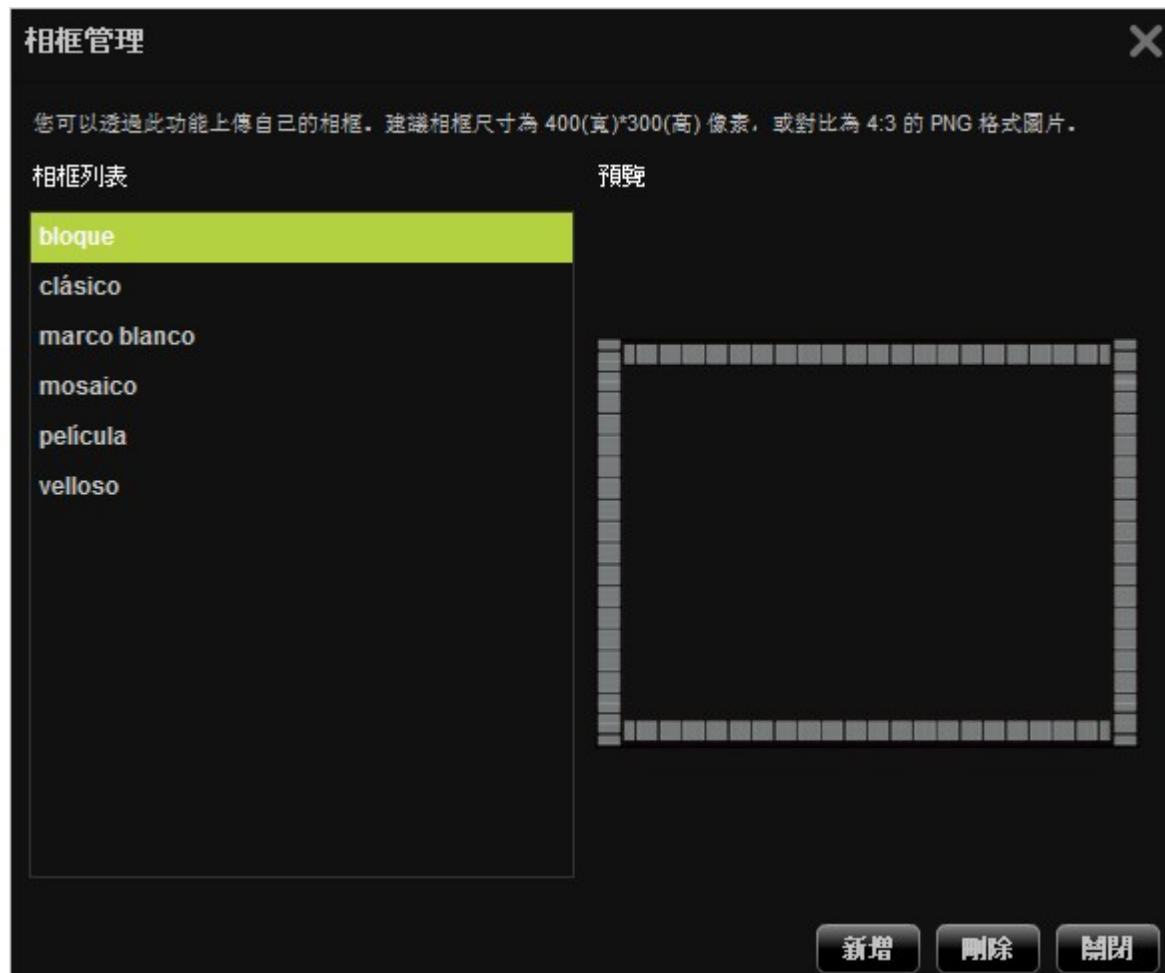 相框管理
您可以透過此功能上傳自己的相框。建議相框尺寸為 400(寬)*300(高) 像素，或對比為 4:3 的 PNG 格式圖片。
相框列表
預覽
bloque
clásico
marco blanco
mosaico
película
velloso
新增
刪除
關閉